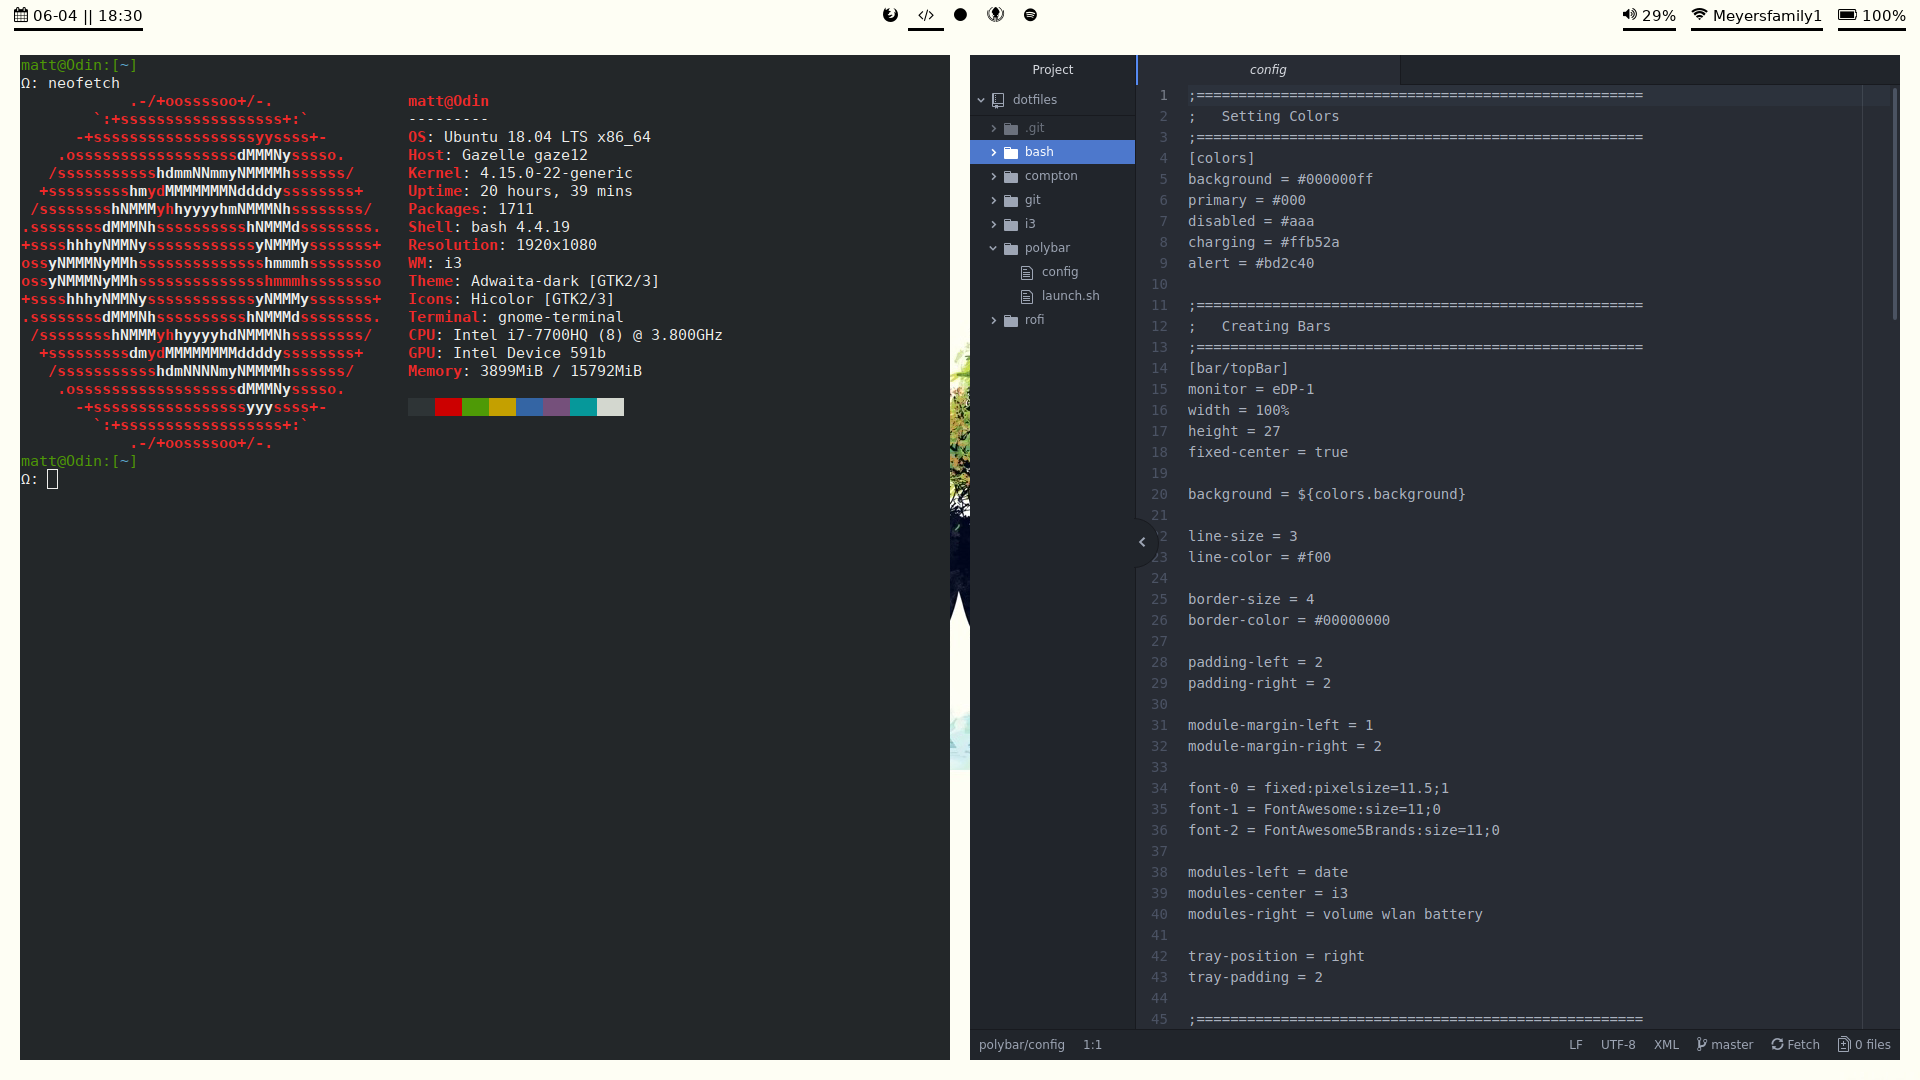 06-04 || 18:30
29%
Meyersfamily1
100%
matt@Odin:[~]
Ω: neofetch
.-/+oossssoo+/-.
`:+ssssssssssssssssss+:`
-+ssssssssssssssssssyyssss+-
.ossssssssssssssssssdMMMNysssso.
/ssssssssssshdmmNNmmyNMMMMhssssss/
+ssssssssshmydMMMMMMMNddddyssssssss+
/sssssssshNMMMyhhyyyyhmNMMMNhssssssss/
.ssssssssdMMMNhsssssssssshNMMMdssssssss.
+sssshhhyNMMNyssssssssssssyNMMMysssssss+
ossyNMMMNyMMhsssssssssssssshmmmhssssssso
ossyNMMMNyMMhsssssssssssssshmmmhssssssso
+sssshhhyNMMNyssssssssssssyNMMMysssssss+
.ssssssssdMMMNhsssssssssshNMMMdssssssss.
/sssssssshNMMMyhhyyyyhdNMMMNhssssssss/
+sssssssssdmydMMMMMMMMddddyssssssss+
/ssssssssssshdmNNNNmyNMMMMhssssss/
.ossssssssssssssssssdMMMNysssso.
-+sssssssssssssssssyyyssss+-
`:+ssssssssssssssssss+:`
.-/+oossssoo+/-.
matt@Odin
---------
OS: Ubuntu 18.04 LTS x86_64
Host: Gazelle gaze12
Kernel: 4.15.0-22-generic
Uptime: 20 hours, 39 mins
Packages: 1711
Shell: bash 4.4.19
Resolution: 1920x1080
WM: i3
Theme: Adwaita-dark [GTK2/3]
Icons: Hicolor [GTK2/3]
Terminal: gnome-terminal
CPU: Intel i7-7700HQ (8) @ 3.800GHz
GPU: Intel Device 591b
Memory: 3899MiB / 15792MiB
matt@Odin:[~]
Ω:
Project
dotfiles
.git
bash
compton
git
i3
polybar
config
launch.sh
rofi
config
1 ;=====================================================
2 ;   Setting Colors
3 ;=====================================================
4 [colors]
5 background = #000000ff
6 primary = #000
7 disabled = #aaa
8 charging = #ffb52a
9 alert = #bd2c40
10
11 ;=====================================================
12 ;   Creating Bars
13 ;=====================================================
14 [bar/topBar]
15 monitor = eDP-1
16 width = 100%
17 height = 27
18 fixed-center = true
19
20 background = ${colors.background}
21
2 line-size = 3
23 line-color = #f00
24
25 border-size = 4
26 border-color = #00000000
27
28 padding-left = 2
29 padding-right = 2
30
31 module-margin-left = 1
32 module-margin-right = 2
33
34 font-0 = fixed:pixelsize=11.5;1
35 font-1 = FontAwesome:size=11;0
36 font-2 = FontAwesome5Brands:size=11;0
37
38 modules-left = date
39 modules-center = i3
40 modules-right = volume wlan battery
41
42 tray-position = right
43 tray-padding = 2
44
45 ;=====================================================
polybar/config 1:1
LF UTF-8 XML master Fetch 0 files